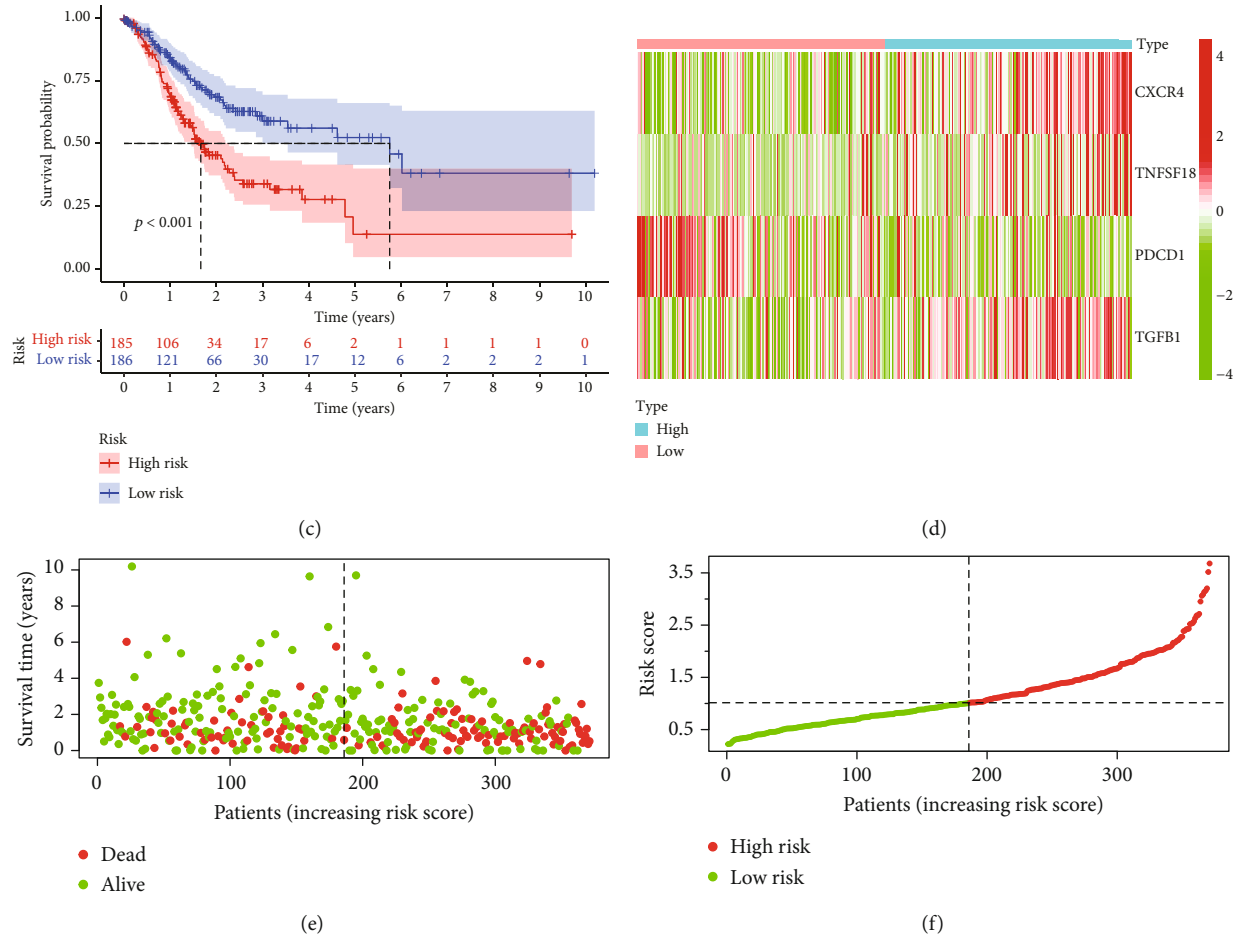 1.00
0.75
0.50
0.25
0.00
Survival probability
p < 0.001
0 1 2 3 4 5 6 7 8 9 10
Time (years)
Risk
High risk 185 106 34 17 6 2 1 1 1 1 0
Low risk 186 121 66 30 17 12 6 2 2 2 1
0 1 2 3 4 5 6 7 8 9 10
Time (years)
Risk
High risk
Low risk
(c)
Type
CXCR4
TNFSF18
PDCD1
TGFB1
4
2
0
−2
−4
Type
High
Low
(d)
10
8
6
4
2
0
Survival time (years)
0 100 200 300
Patients (increasing risk score)
Dead
Alive
(e)
3.5
2.5
1.5
0.5
Risk score
0 100 200 300
Patients (increasing risk score)
High risk
Low risk
(f)